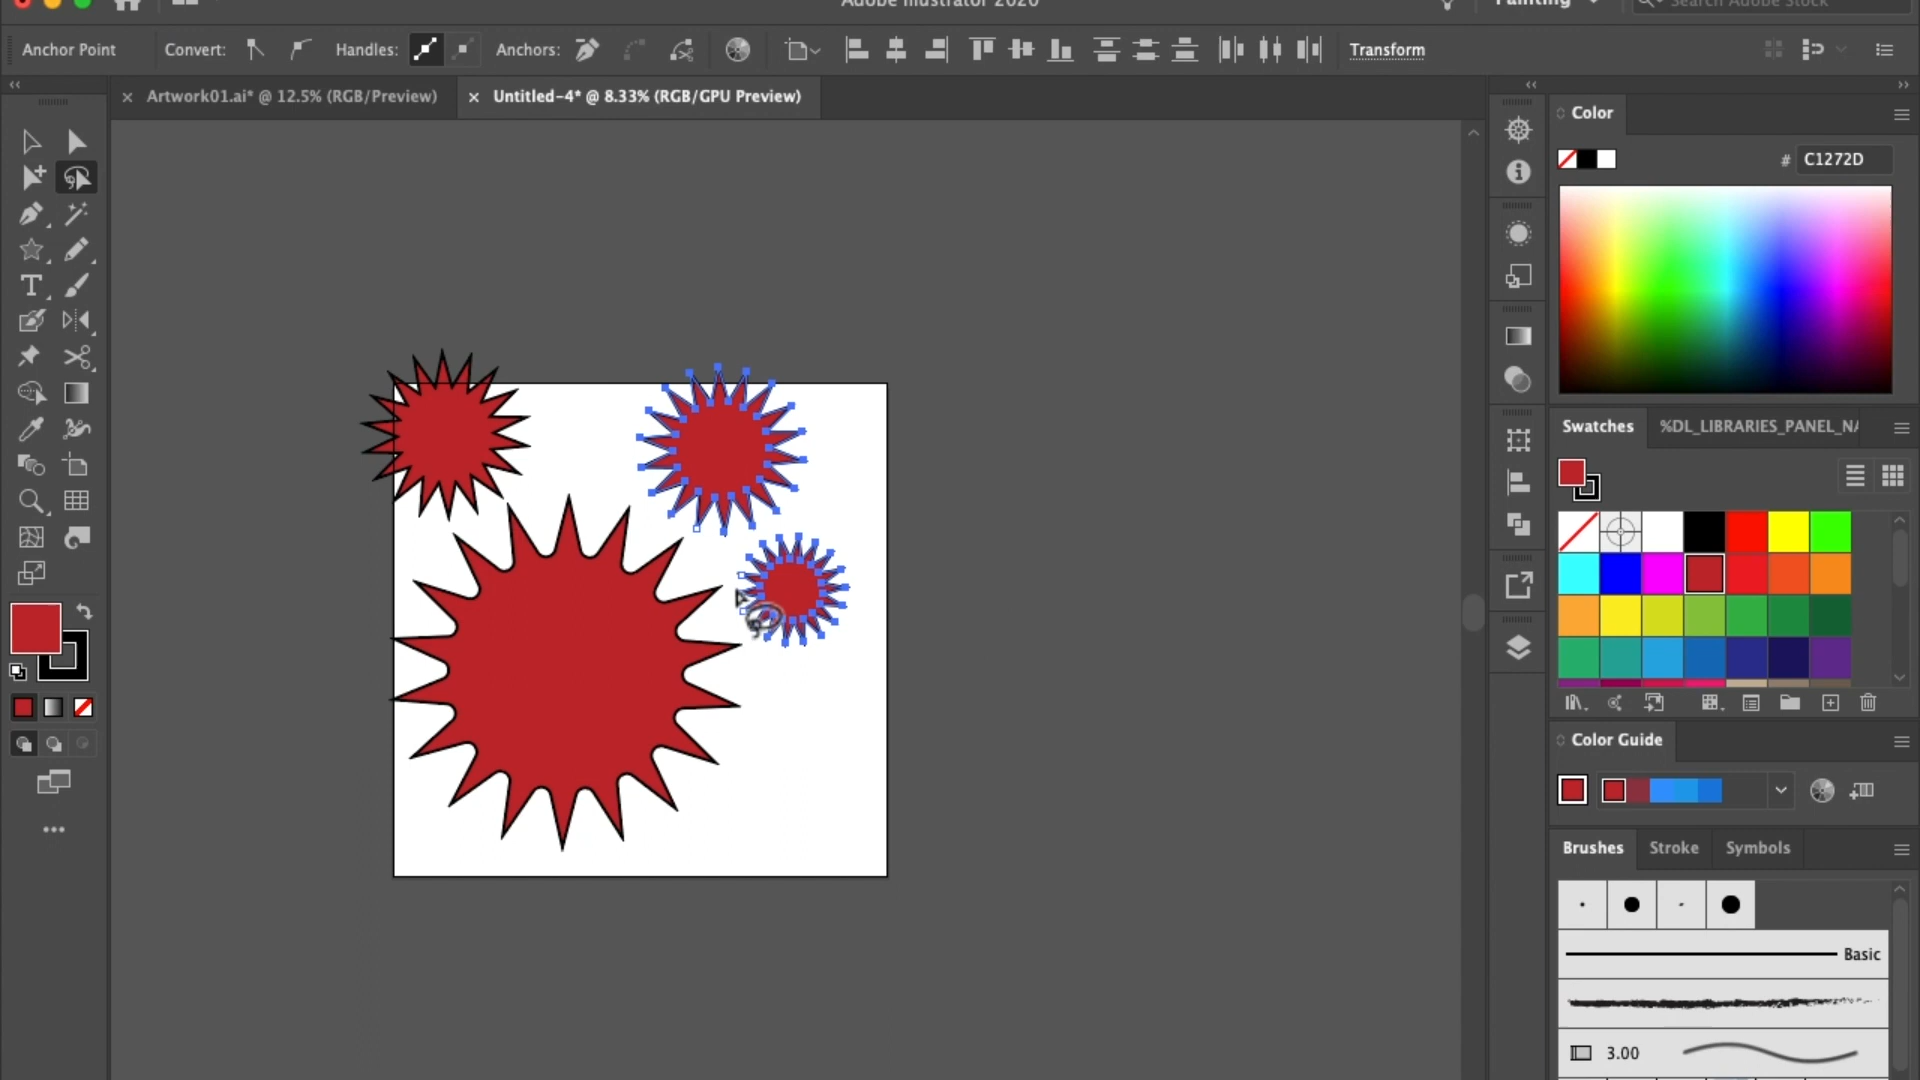 Adobe Illustrator 2020
Painting
Search Adobe Stock
Anchor Point
Convert:
Handles:
Anchors:
Transform
Artwork01.ai* @ 12.5% (RGB/Preview)
Untitled-4* @ 8.33% (RGB/GPU Preview)
Color
# C1272D
Swatches
%DL_LIBRARIES_PANEL_NA
Color Guide
Brushes
Stroke
Symbols
Basic
3.00